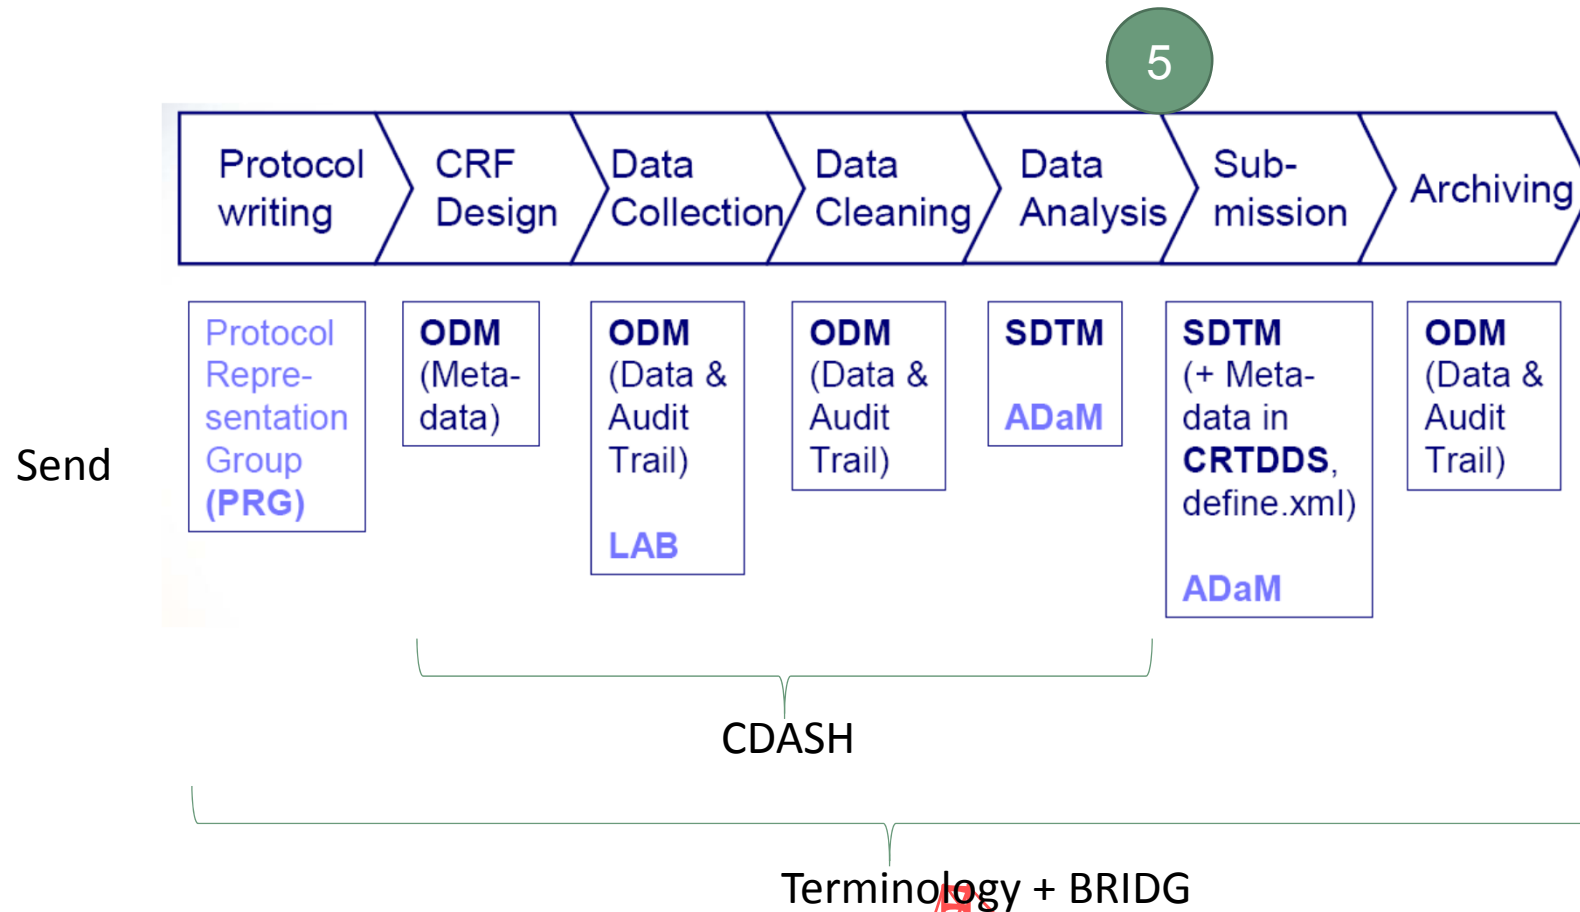 5
Protocol
writing
CRF
Design
Data
Collection
Data
Cleaning
Data
Analysis
Sub-
mission
Archiving
Send
Protocol
Repre-
sentation
Group
(PRG)
ODM
(Meta-
data)
ODM
(Data &
Audit
Trail)
LAB
ODM
(Data &
Audit
Trail)
SDTM
ADaM
SDTM
(+ Meta-
data in
CRTDDS,
define.xml)
ADaM
ODM
(Data &
Audit
Trail)
CDASH
Terminology + BRIDG